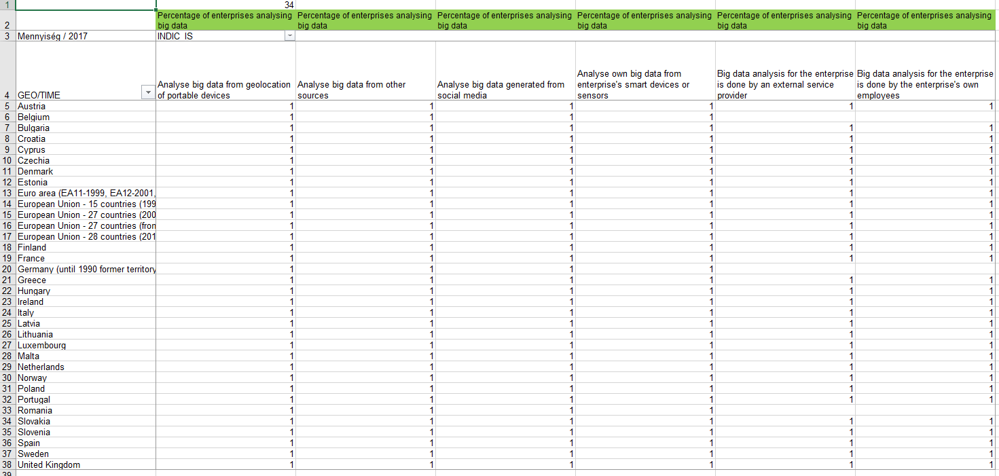 1 34
Percentage of enterprises analysing Percentage of enterprises analysing Percentage of enterprises analysing Percentage of enterprises analysing Percentage of enterprises analysing Percentage of enterprises analysing
2 big data big data big data big data big data big data
3 Mennyiség / 2017 INDIC_IS
Analyse own big data from Big data analysis for the enterprise Big data analysis for the enterprise
Analyse big data from geolocation Analyse big data from other Analyse big data generated from enterprise's smart devices or is done by an external service is done by the enterprise's own
4 GEO/TIME of portable devices sources social media sensors provider employees
5 Austria 1 1 1 1 1 1
6 Belgium 1 1 1 1
7 Bulgaria 1 1 1 1 1 1
8 Croatia 1 1 1 1 1 1
9 Cyprus 1 1 1 1 1 1
10 Czechia 1 1 1 1 1 1
11 Denmark 1 1 1 1 1 1
12 Estonia 1 1 1 1 1 1
13 Euro area (EA11-1999, EA12-2001, 1 1 1 1 1 1
14 European Union - 15 countries (199 1 1 1 1 1 1
15 European Union - 27 countries (200 1 1 1 1 1 1
16 European Union - 27 countries (fron 1 1 1 1 1 1
17 European Union - 28 countries (201 1 1 1 1 1 1
18 Finland 1 1 1 1 1 1
19 France 1 1 1 1 1 1
20 Germany (until 1990 former territory 1 1 1 1
21 Greece 1 1 1 1 1 1
22 Hungary 1 1 1 1 1 1
23 Ireland 1 1 1 1 1 1
24 Italy 1 1 1 1 1 1
25 Latvia 1 1 1 1 1 1
26 Lithuania 1 1 1 1 1 1
27 Luxembourg 1 1 1 1 1 1
28 Malta 1 1 1 1 1 1
29 Netherlands 1 1 1 1 1 1
30 Norway 1 1 1 1 1 1
31 Poland 1 1 1 1 1 1
32 Portugal 1 1 1 1 1 1
33 Romania 1 1 1 1
34 Slovakia 1 1 1 1 1 1
35 Slovenia 1 1 1 1 1 1
36 Spain 1 1 1 1 1 1
37 Sweden 1 1 1 1 1 1
38 United Kingdom 1 1 1 1 1 1
39